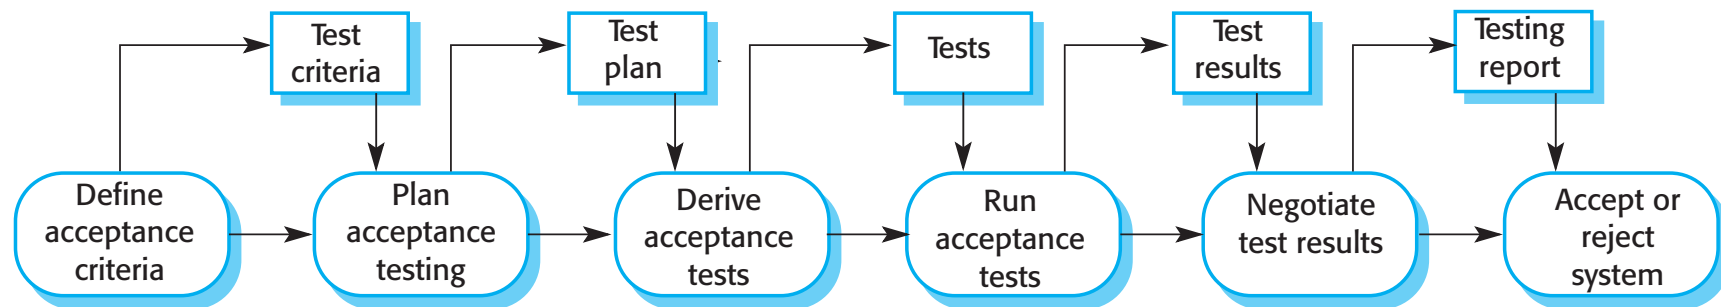 Test
criteria
Test
plan
Tests
Test
results
Testing
report
Define
acceptance
criteria
Plan
acceptance
testing
Derive
acceptance
tests
Run
acceptance
tests
Negotiate
test results
Accept or
reject
system